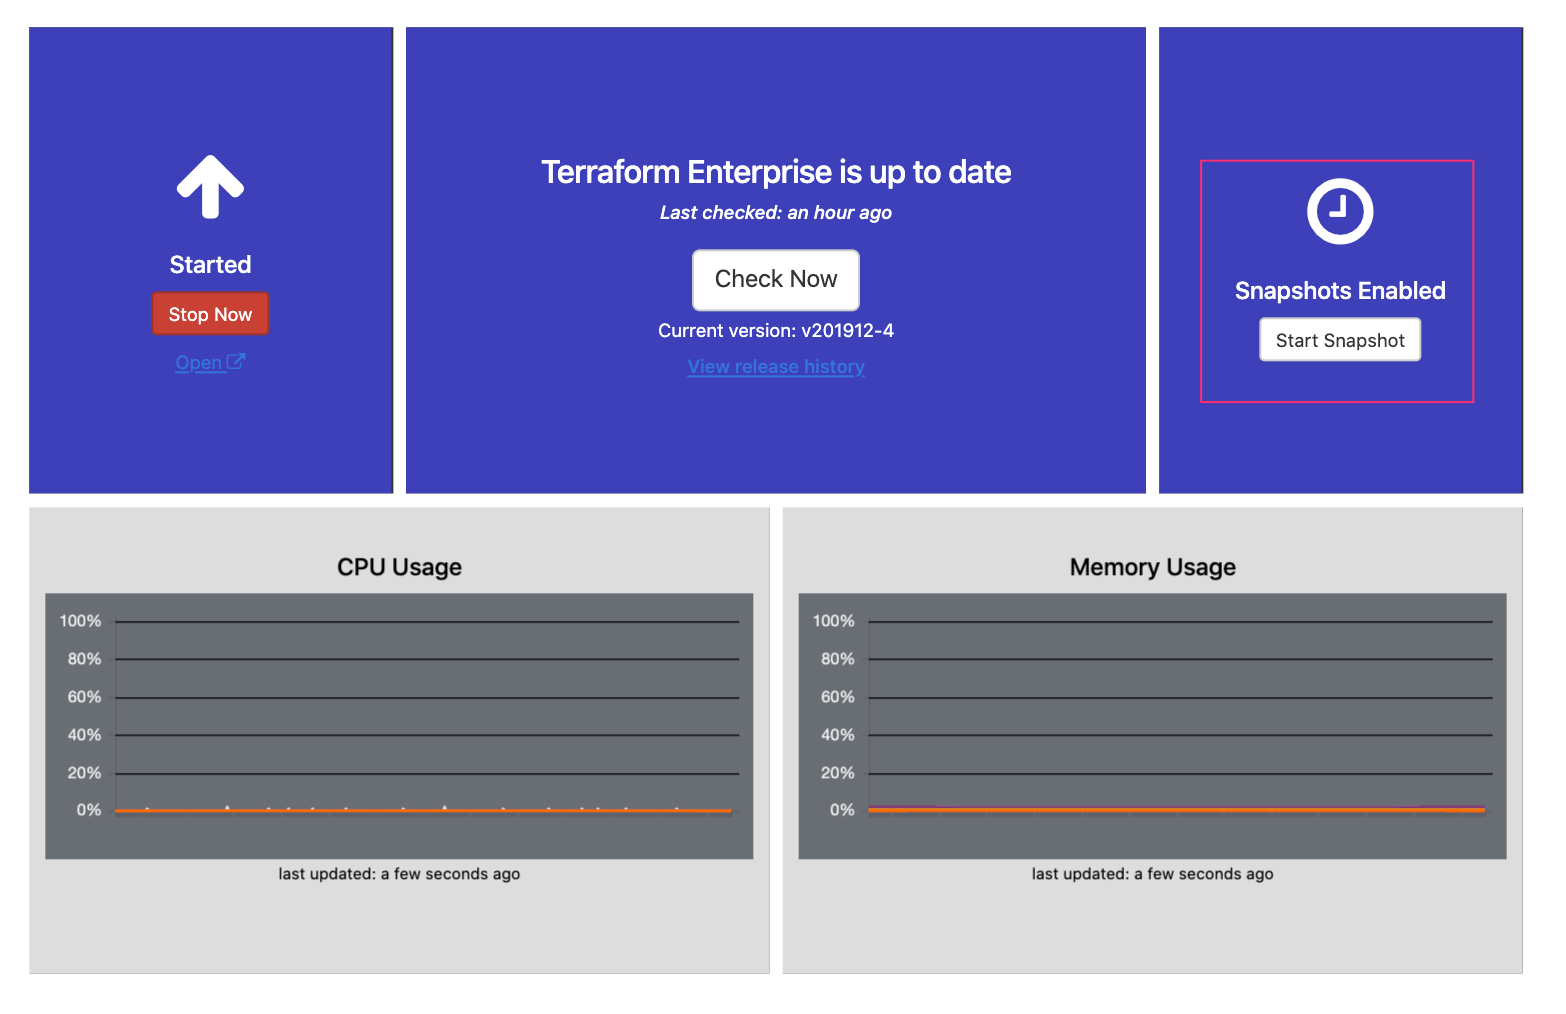 Started
Stop Now
Open
Terraform Enterprise is up to date
Last checked: an hour ago
Check Now
Current version: v201912-4
View release history
Snapshots Enabled
Start Snapshot
CPU Usage
100%
80%
60%
40%
20%
0%
last updated: a few seconds ago
Memory Usage
100%
80%
60%
40%
20%
0%
last updated: a few seconds ago